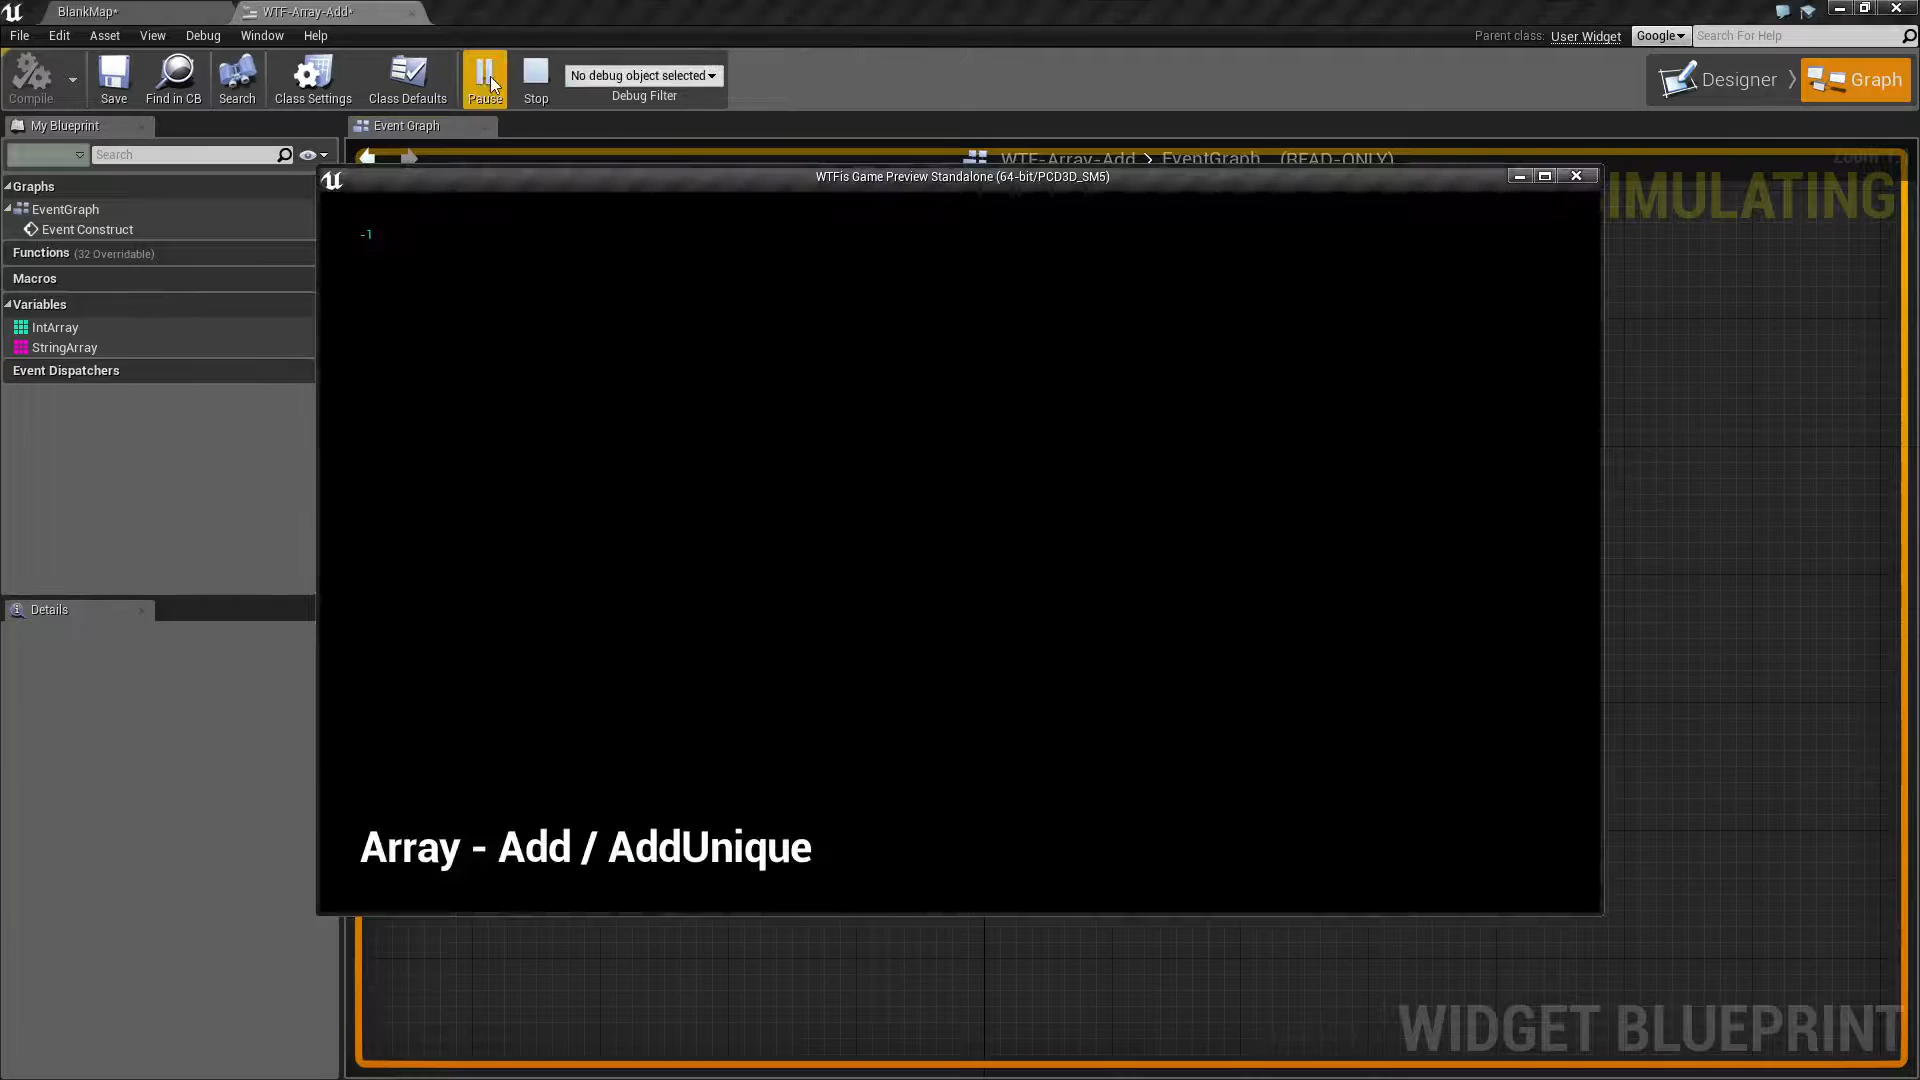 BlankMap*
WTF-Array-Add*
File Edit Asset View Debug Window Help
Parent class: User Widget Google Search For Help
Compile Save Find in CB Search Class Settings Class Defaults Pause Stop
No debug object selected
Debug Filter
Designer Graph
My Blueprint
Event Graph
Search
WTF-Array-Add > EventGraph (READ-ONLY)
WTFis Game Preview Standalone (64-bit/PCD3D_SM5)
IMULATING
Graphs
EventGraph
Event Construct
Functions (32 Overridable)
Macros
Variables
IntArray
StringArray
Event Dispatchers
-1
Details
Array - Add / AddUnique
WIDGET BLUEPRINT